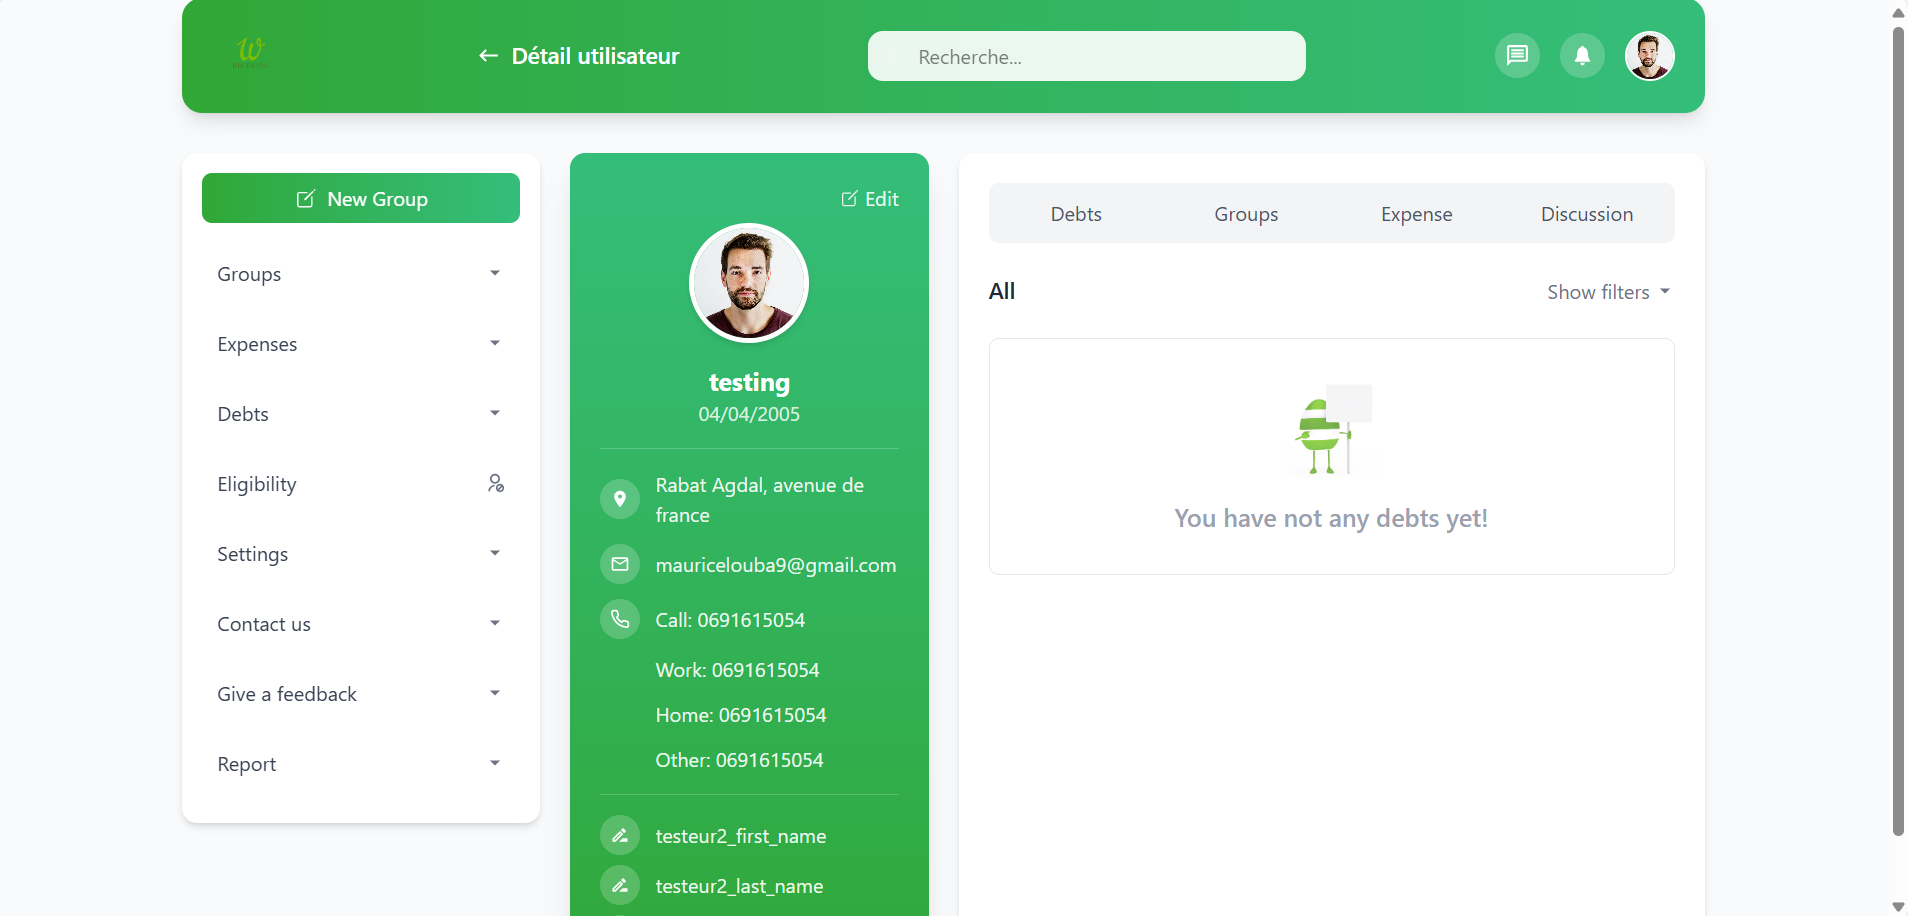 Détail utilisateur
Recherche...
New Group
Groups
Expenses
Debts
Eligibility
Settings
Contact us
Give a feedback
Report
Edit
testing
04/04/2005
Rabat Agdal, avenue de
france
mauricelouba9@gmail.com
Call: 0691615054
Work: 0691615054
Home: 0691615054
Other: 0691615054
testeur2_first_name
testeur2_last_name
Debts
Groups
Expense
Discussion
All
Show filters
You have not any debts yet!